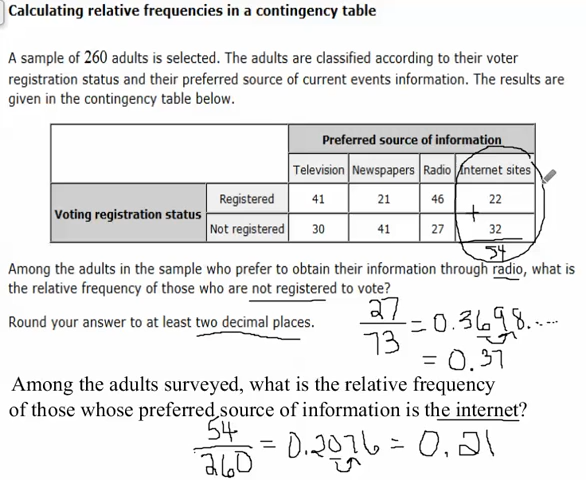 Calculating relative frequencies in a contingency table
A sample of 260 adults is selected. The adults are classified according to their voter
registration status and their preferred source of current events information. The results are
given in the contingency table below.
Preferred source of information
Television Newspapers Radio Internet sites
Voting registration status
Registered 41 21 46 22
+
Not registered 30 41 27 32
54
Among the adults in the sample who prefer to obtain their information through radio, what is
the relative frequency of those who are not registered to vote?
Round your answer to at least two decimal places.
27/73 = 0.3698....
= 0.37
Among the adults surveyed, what is the relative frequency
of those whose preferred source of information is the internet?
54/260 = 0.2076 = 0.21